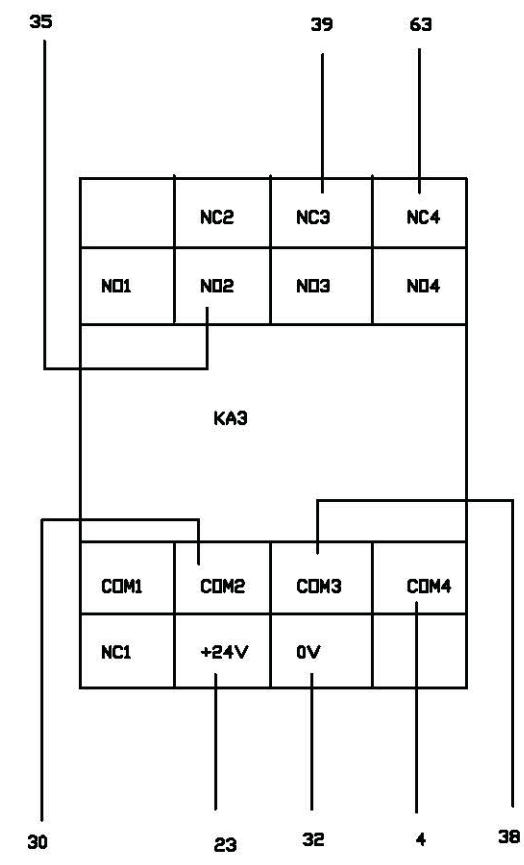 35 39 63
NC2 NC3 NC4
NO1 NO2 NO3 NO4
KA3
COM1 COM2 COM3 COM4
NC1 +24V 0V
30 23 32 4 38